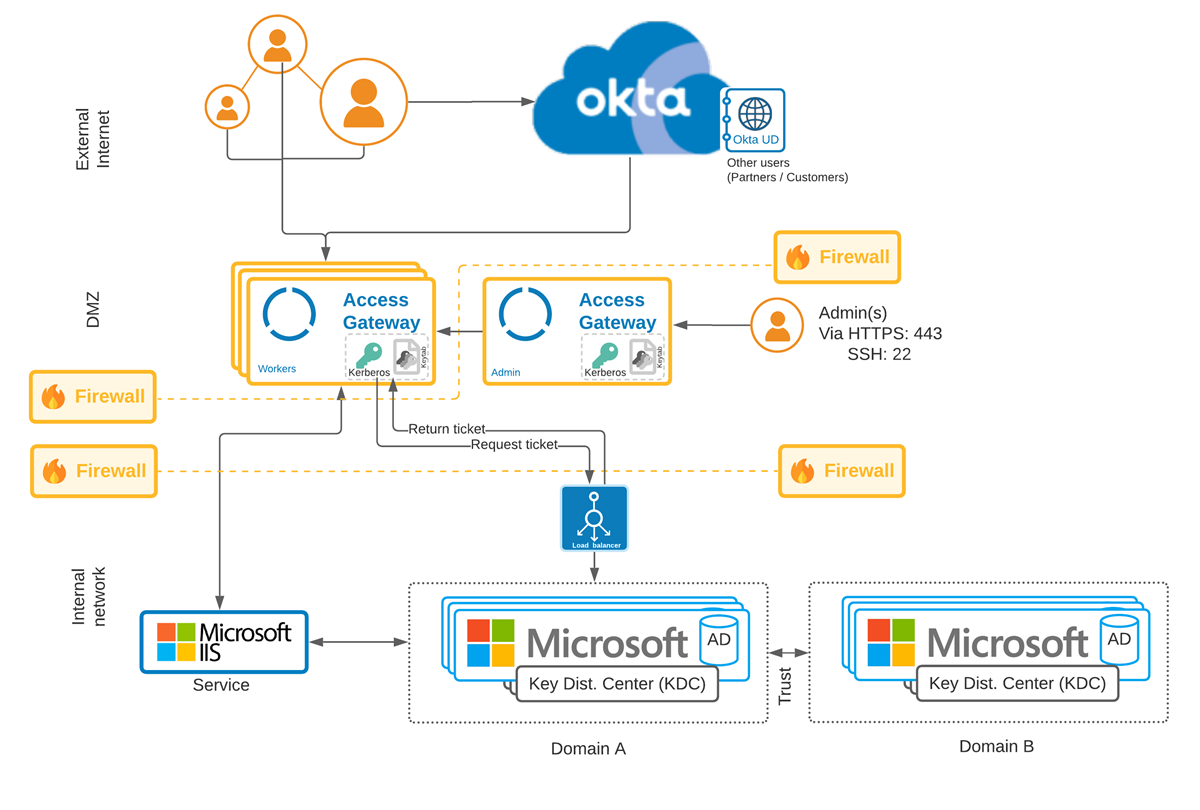 External
Internet
okta
Okta UD
Other users
(Partners / Customers)
Firewall
DMZ
Access
Gateway
Workers
Kerberos
Keytab
Access
Gateway
Admin
Kerberos
Keytab
Admin(s)
Via HTTPS: 443
SSH: 22
Firewall
Return ticket
Request ticket
Firewall
Firewall
Load balancer
Internal
network
Microsoft
IIS
Service
Microsoft
AD
Key Dist. Center (KDC)
Domain A
Trust
Microsoft
AD
Key Dist. Center (KDC)
Domain B